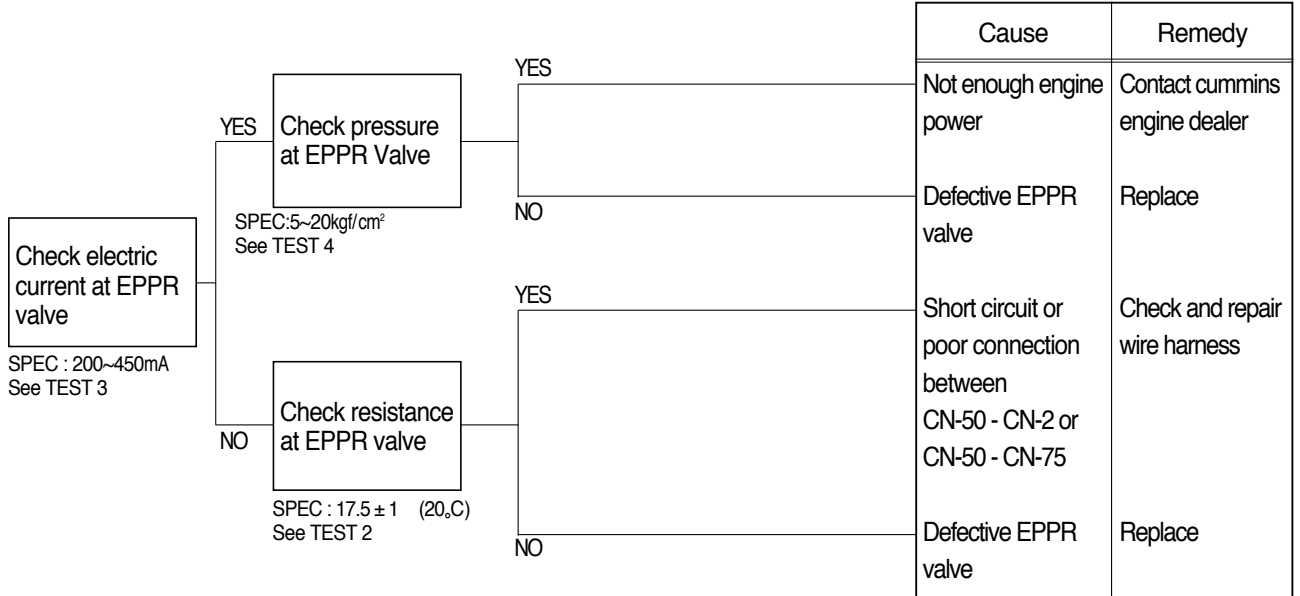 Check electric
current at EPPR
valve
SPEC : 200~450mA
See TEST 3
YES
Check pressure
at EPPR Valve
SPEC:5~20kgf/cm²
See TEST 4
NO
Check resistance
at EPPR valve
SPEC : 17.5 ± 1 (20˳C)
See TEST 2
YES
NO
YES
NO
Cause
Remedy
Not enough engine
power
Contact cummins
engine dealer
Defective EPPR
valve
Replace
Short circuit or
poor connection
between
CN-50 - CN-2 or
CN-50 - CN-75
Check and repair
wire harness
Defective EPPR
valve
Replace